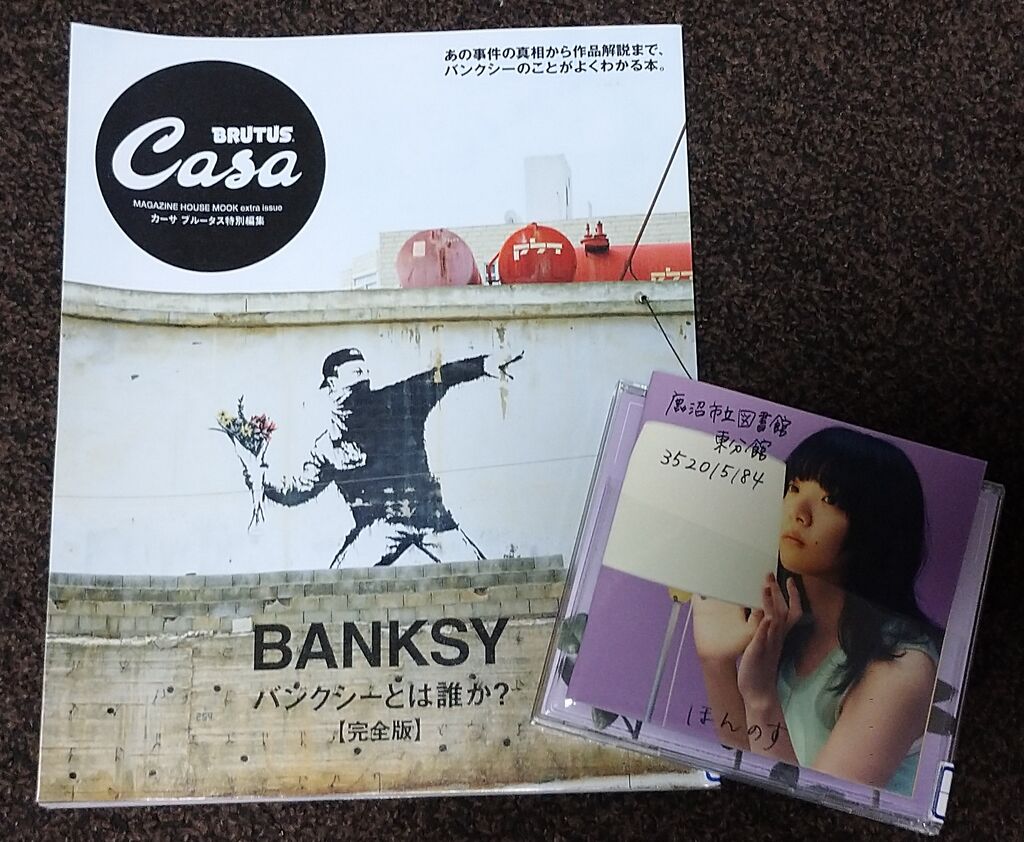 あの事件の真相から作品解説まで、
バンクシーのことがよくわかる本。
BRUTUS
Casa
MAGAZINE HOUSE MOOK extra issue
カーサ ブルータス特別編集
BANKSY
バンクシーとは誰か?
【完全版】
鹿沼市立図書館
東分館
352015184
ほんのす